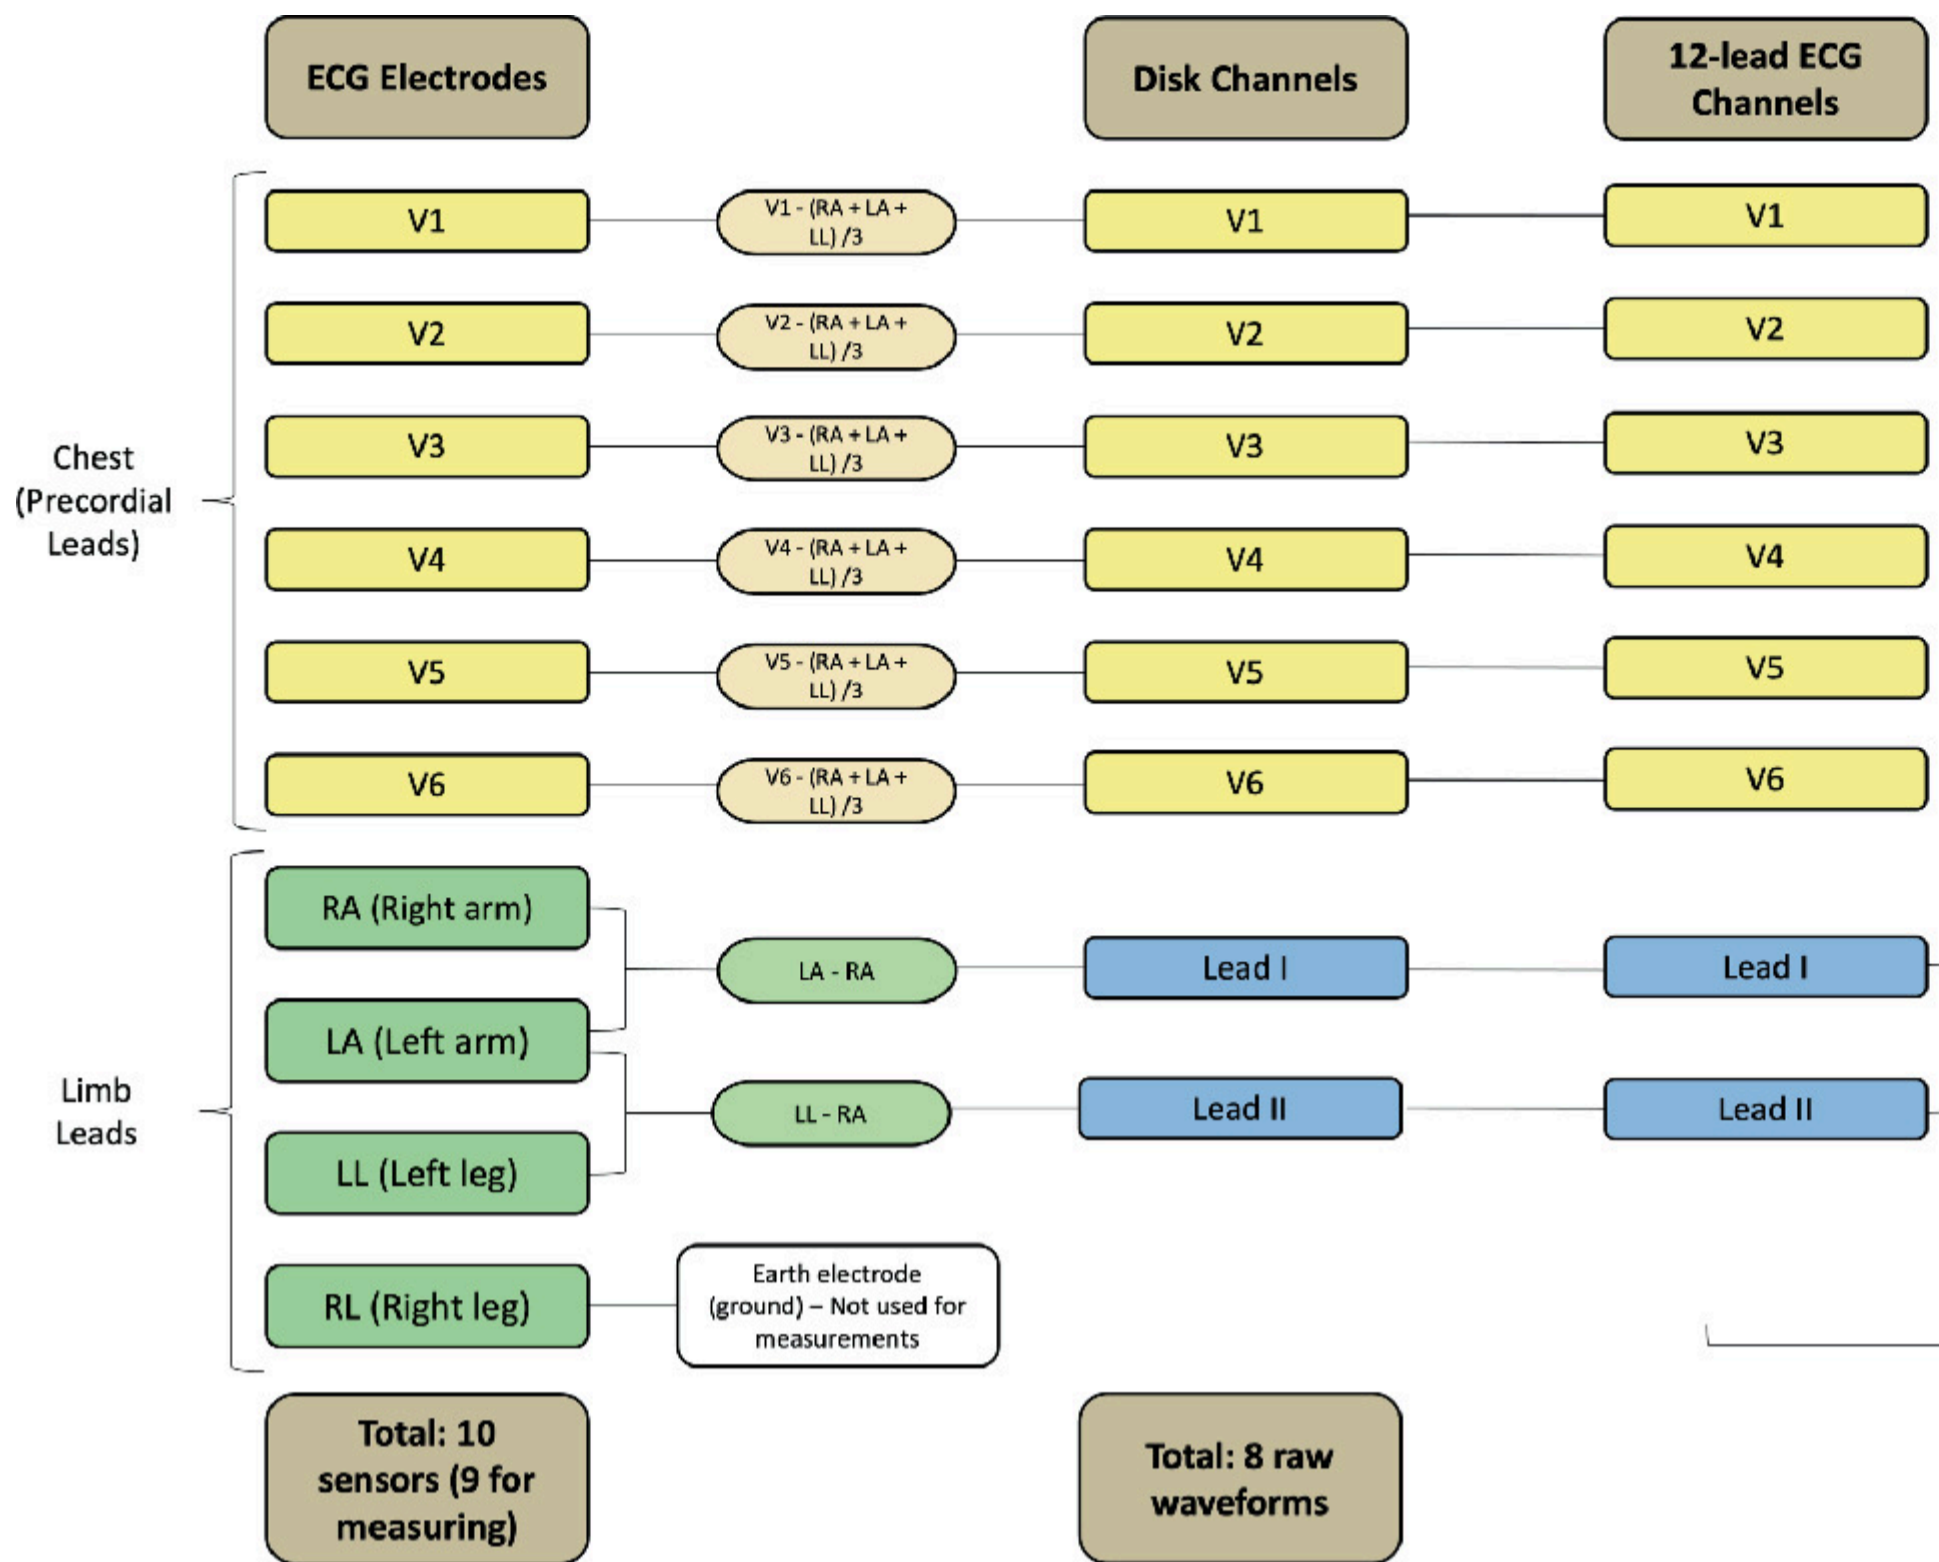 ECG Electrodes
Disk Channels
12-lead ECG
Channels
V1
V1 - (RA + LA +
LL) /3
V1
V1
V2
V2 - (RA + LA +
LL) /3
V2
V2
V3
V3 - (RA + LA +
LL) /3
V3
V3
Chest
(Precordial
Leads)
V4
V4 - (RA + LA +
LL) /3
V4
V4
V5
V5 - (RA + LA +
LL) /3
V5
V5
V6
V6 - (RA + LA +
LL) /3
V6
V6
RA (Right arm)
LA - RA
Lead I
Lead I
LA (Left arm)
Limb
Leads
LL - RA
Lead II
Lead II
LL (Left leg)
RL (Right leg)
Earth electrode
(ground) – Not used for
measurements
Total: 10
sensors (9 for
measuring)
Total: 8 raw
waveforms